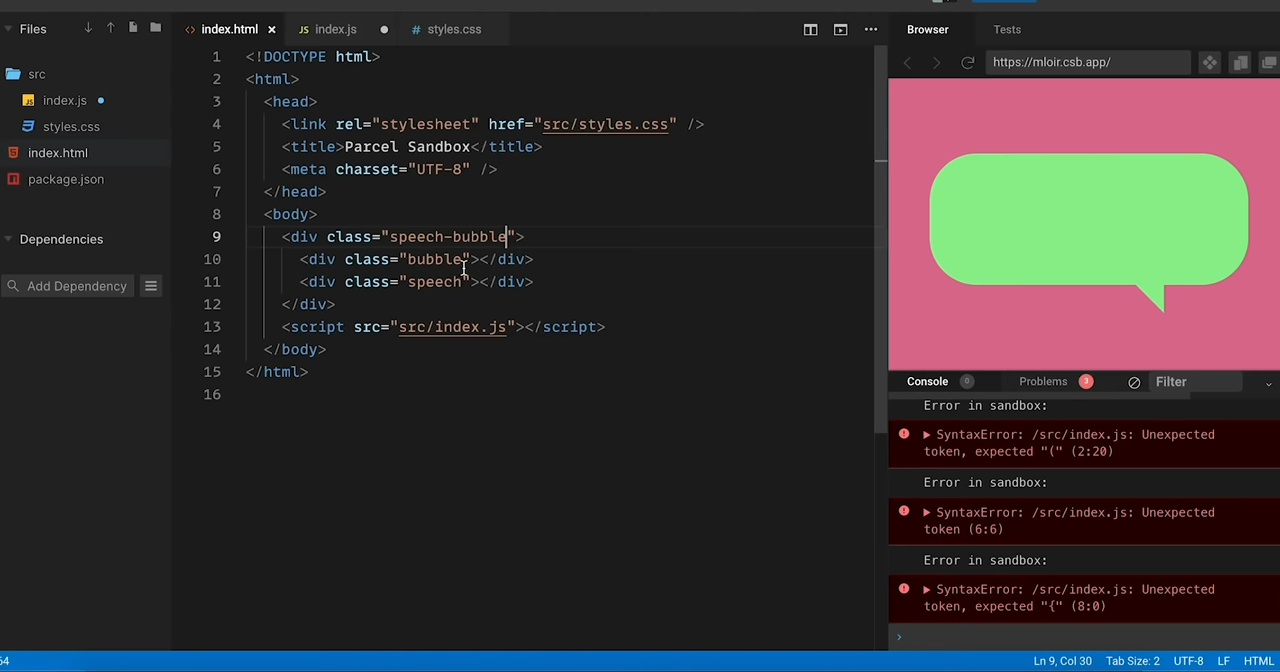 Files
src
index.js
styles.css
index.html
package.json
Dependencies
Add Dependency
index.html
JS index.js
# styles.css
1 <!DOCTYPE html>
2 <html>
3 <head>
4 <link rel="stylesheet" href="src/styles.css" />
5 <title>Parcel Sandbox</title>
6 <meta charset="UTF-8" />
7 </head>
8 <body>
9 <div class="speech-bubble">
10 <div class="bubble"></div>
11 <div class="speech"></div>
12 </div>
13 <script src="src/index.js"></script>
14 </body>
15 </html>
16
Browser Tests
https://mloir.csb.app/
Console 0 Problems 3 Filter
Error in sandbox:
SyntaxError: /src/index.js: Unexpected
token, expected "(" (2:20)
Error in sandbox:
SyntaxError: /src/index.js: Unexpected
token (6:6)
Error in sandbox:
SyntaxError: /src/index.js: Unexpected
token, expected "{" (8:0)
64
Ln 9, Col 30 Tab Size: 2 UTF-8 LF HTML